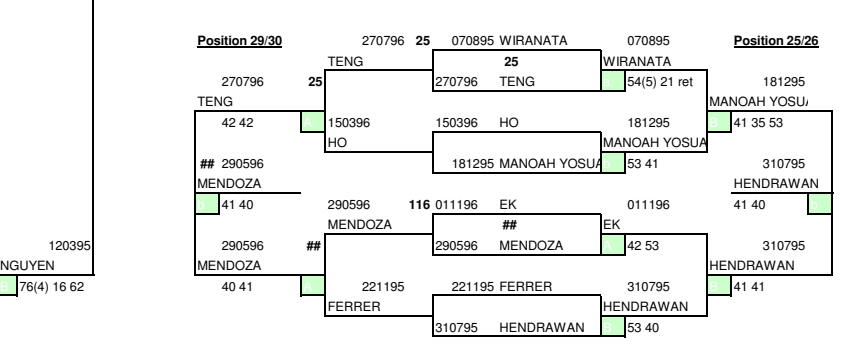 Position 29/30 270796 25 070895 WIRANATA 070895 Position 25/26
TENG 25 WIRANATA
270796 25 270796 TENG a 54(5) 21 ret 181295
TENG MANOAH YOSUA
42 42 A 150396 150396 HO 181295 B 41 35 53
HO MANOAH YOSUA
## 290596 181295 MANOAH YOSUA b 53 41 310795
MENDOZA HENDRAWAN
b 41 40 290596 116 011196 EK 011196 41 40 b
MENDOZA ## EK
120395 290596 ## 290596 MENDOZA A 42 53 310795
NGUYEN MENDOZA HENDRAWAN
B 76(4) 16 62 40 41 A 221195 221195 FERRER 310795 B 41 41
FERRER HENDRAWAN
310795 HENDRAWAN B 53 40